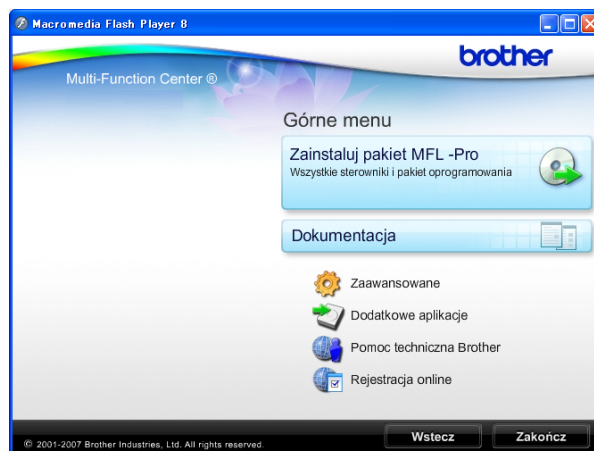 Macromedia Flash Player 8
brother
Multi-Function Center ®
Górne menu
Zainstaluj pakiet MFL -Pro
Wszystkie sterowniki i pakiet oprogramowania
Dokumentacja
Zaawansowane
Dodatkowe aplikacje
Pomoc techniczna Brother
Rejestracja online
Wstecz
Zakończ
© 2001-2007 Brother Industries, Ltd. All rights reserved.